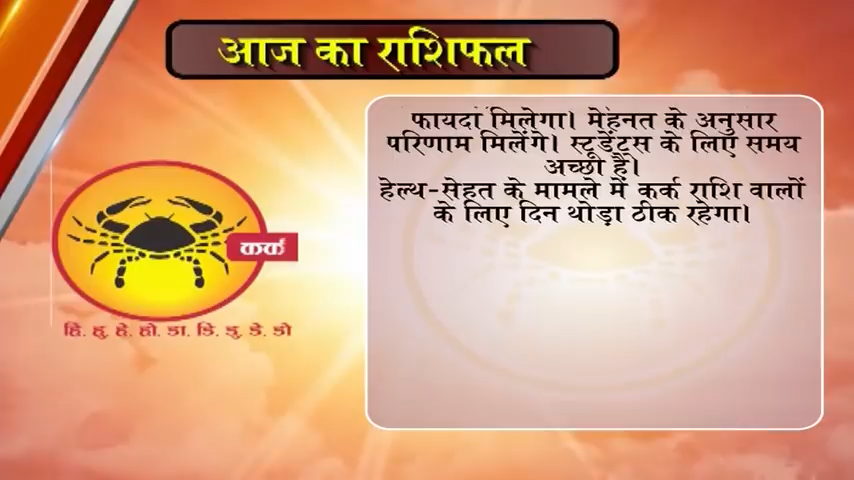 आज का राशिफल
फायदा मिलेगा। मेहनत के अनुसार
परिणाम मिलेंगे। स्टूडेंट्स के लिए समय
अच्छा है।
हेल्थ-सेहत के मामले में कर्क राशि वालों
के लिए दिन थोड़ा ठीक रहेगा।
कर्क
हि. हु. हे. हो. डा. डि. डु. डे. डो